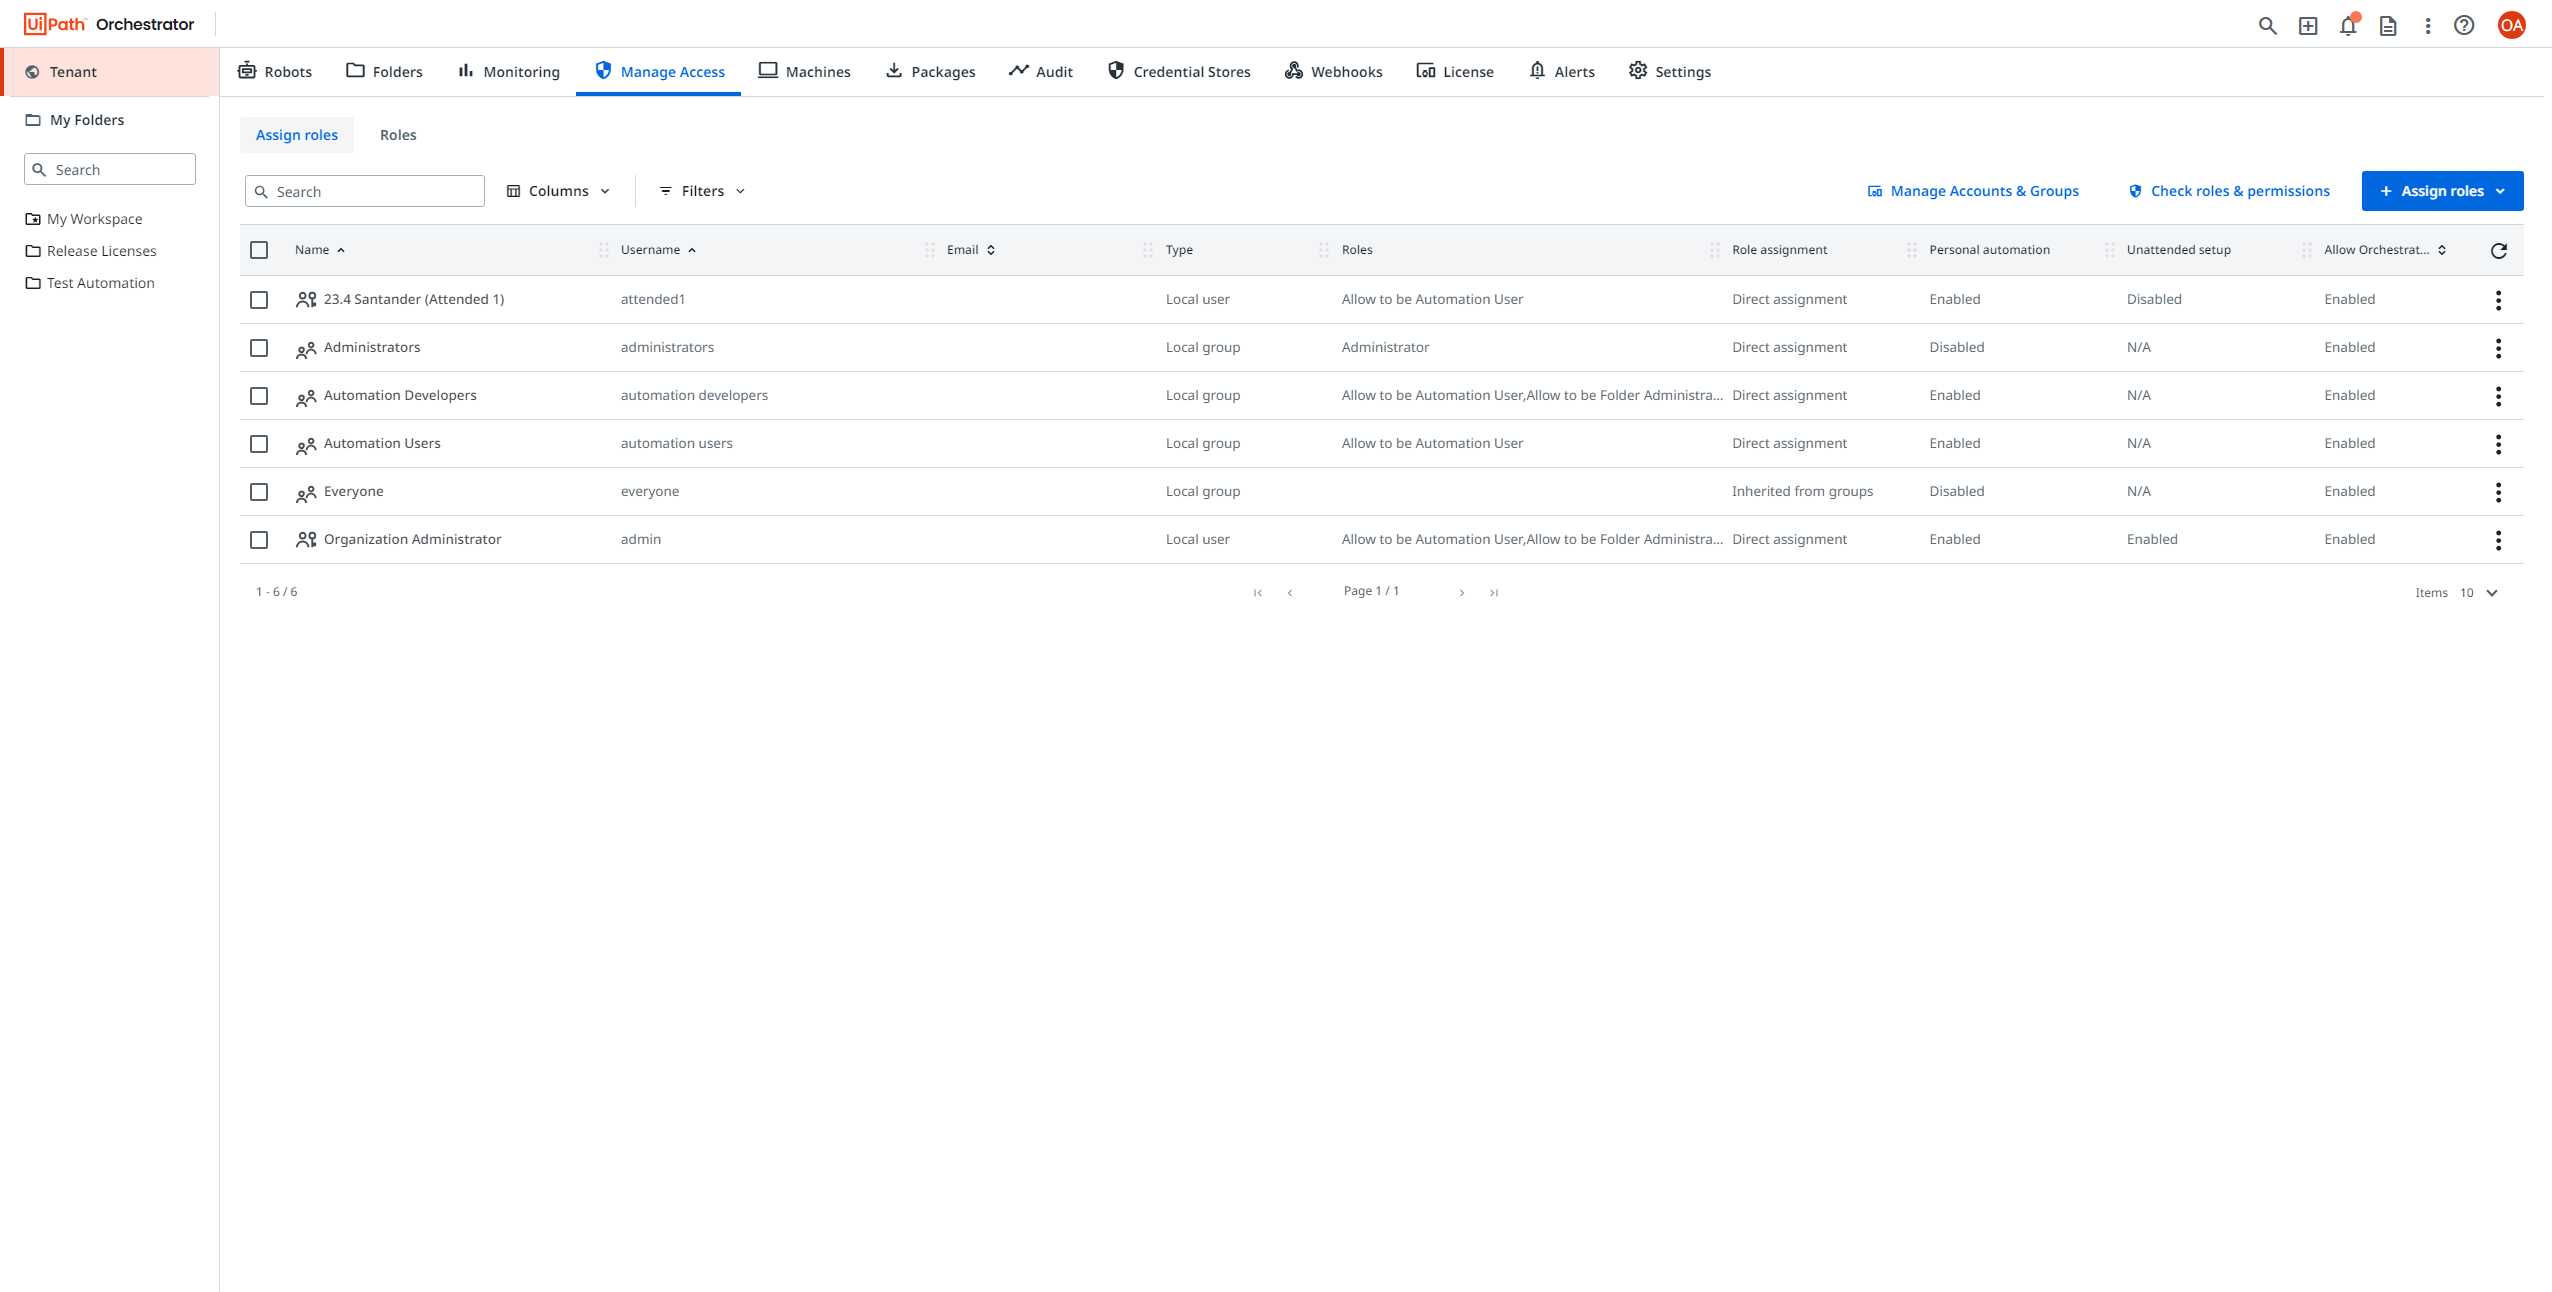 UiPath Orchestrator
OA
Tenant
Robots Folders Monitoring Manage Access Machines Packages Audit Credential Stores Webhooks License Alerts Settings
My Folders
Search
My Workspace
Release Licenses
Test Automation
Assign roles Roles
Search Columns Filters Manage Accounts & Groups Check roles & permissions + Assign roles
Name Username Email Type Roles Role assignment Personal automation Unattended setup Allow Orchestrat...
23.4 Santander (Attended 1) attended1 Local user Allow to be Automation User Direct assignment Enabled Disabled Enabled
Administrators administrators Local group Administrator Direct assignment Disabled N/A Enabled
Automation Developers automation developers Local group Allow to be Automation User,Allow to be Folder Administra... Direct assignment Enabled N/A Enabled
Automation Users automation users Local group Allow to be Automation User Direct assignment Enabled N/A Enabled
Everyone everyone Local group Inherited from groups Disabled N/A Enabled
Organization Administrator admin Local user Allow to be Automation User,Allow to be Folder Administra... Direct assignment Enabled Enabled Enabled
1 - 6 / 6 Page 1 / 1 Items 10